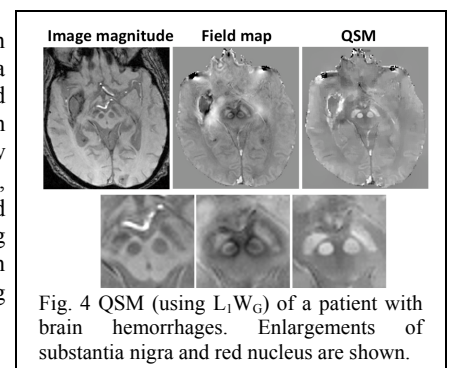 Image magnitude Field map QSM
Fig. 4 QSM (using L₁W_G) of a patient with
brain hemorrhages. Enlargements of
substantia nigra and red nucleus are shown.